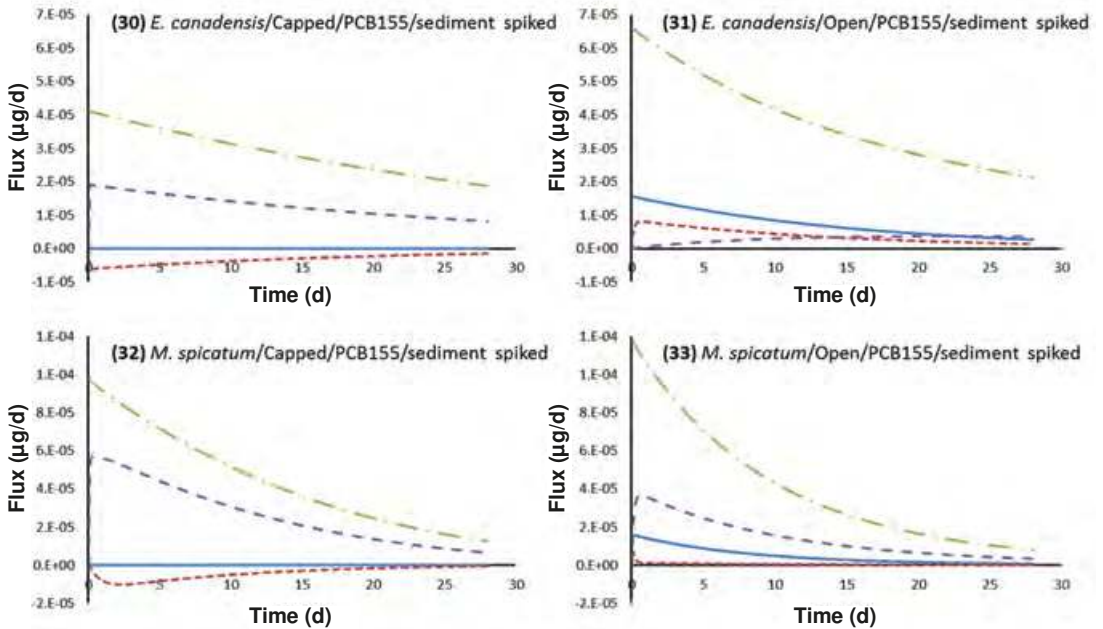 (30) E. canadensis/Capped/PCB155/sediment spiked
7.E-05
6.E-05
5.E-05
4.E-05
3.E-05
2.E-05
1.E-05
0.E+00
-1.E-05
Flux (µg/d)
0 5 10 15 20 25 30
Time (d)
(31) E. canadensis/Open/PCB155/sediment spiked
7.E-05
6.E-05
5.E-05
4.E-05
3.E-05
2.E-05
1.E-05
0.E+00
-1.E-05
Flux (µg/d)
0 5 10 15 20 25 30
Time (d)
(32) M. spicatum/Capped/PCB155/sediment spiked
1.E-04
1.E-04
8.E-05
6.E-05
4.E-05
2.E-05
0.E+00
-2.E-05
Flux (µg/d)
0 5 10 15 20 25 30
Time (d)
(33) M. spicatum/Open/PCB155/sediment spiked
1.E-04
1.E-04
8.E-05
6.E-05
4.E-05
2.E-05
0.E+00
-2.E-05
Flux (µg/d)
0 5 10 15 20 25 30
Time (d)